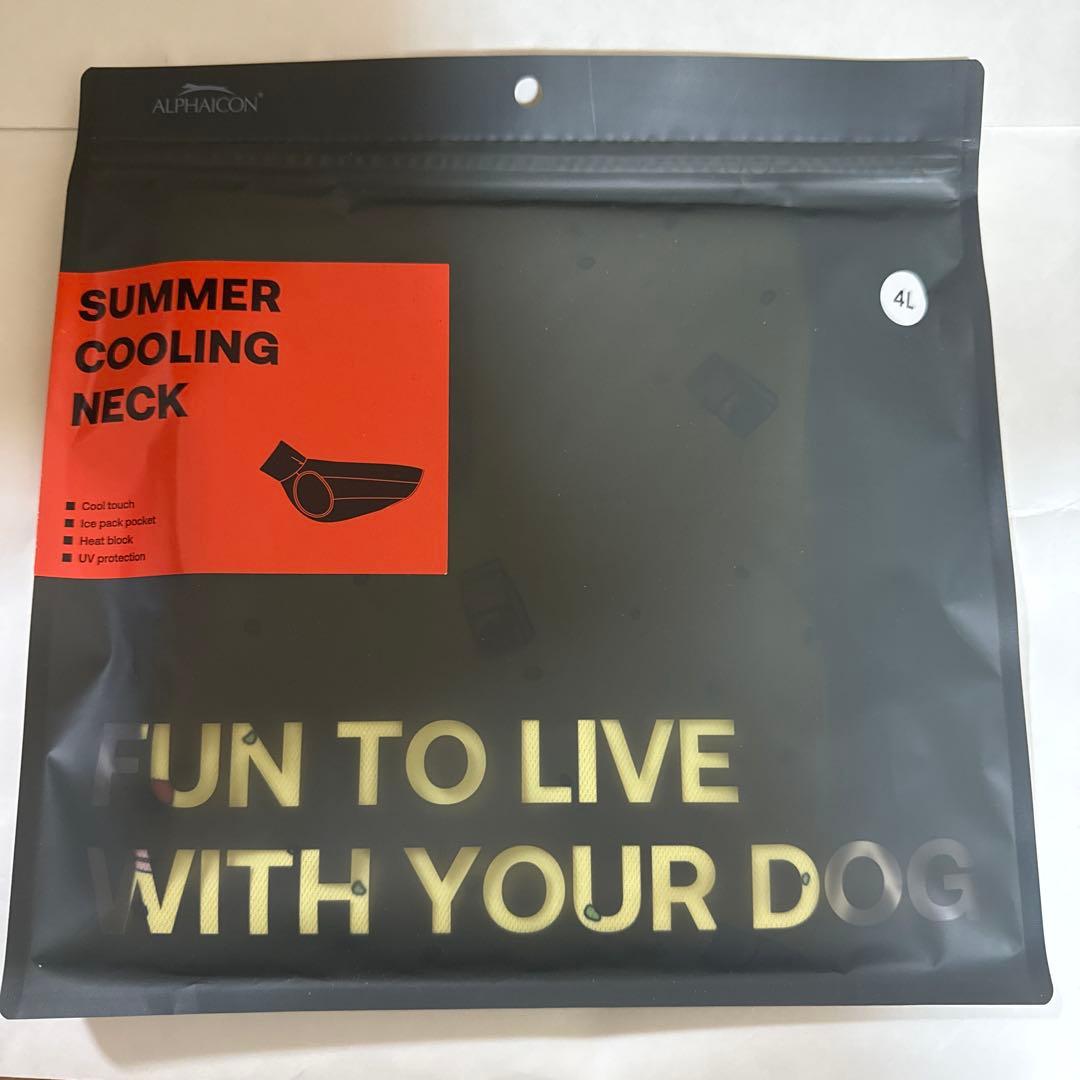 ALPHAICON®
SUMMER
COOLING
NECK
4L
■ Cool touch
■ Ice pack pocket
■ Heat block
■ UV protection
FUN TO LIVE
WITH YOUR DOG